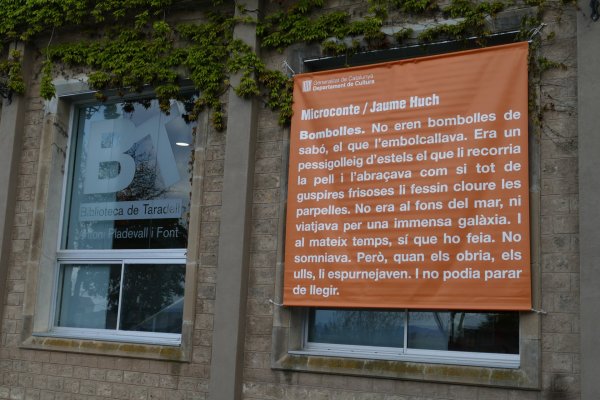 B
Biblioteca de Taradell
Antoni Pladevall i Font
Generalitat de Catalunya
Departament de Cultura
Microconte / Jaume Huch
Bombolles. No eren bombolles de
sabó, el que l'embolcallava. Era un
pessigolleig d'estels el que li recorria
la pell i l'abraçava com si tot de
guspires frisoses li fessin cloure les
parpelles. No era al fons del mar, ni
viatjava per una immensa galàxia. I
al mateix temps, sí que ho feia. No
somniava. Però, quan els obria, els
ulls, li espurnejaven. I no podia parar
de llegir.